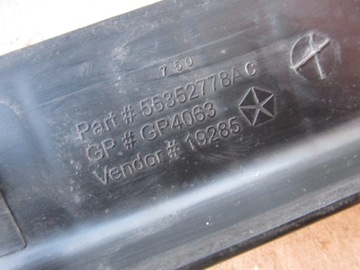 750
Part # 55352778AC
GP # GP4063
Vendor # 19285